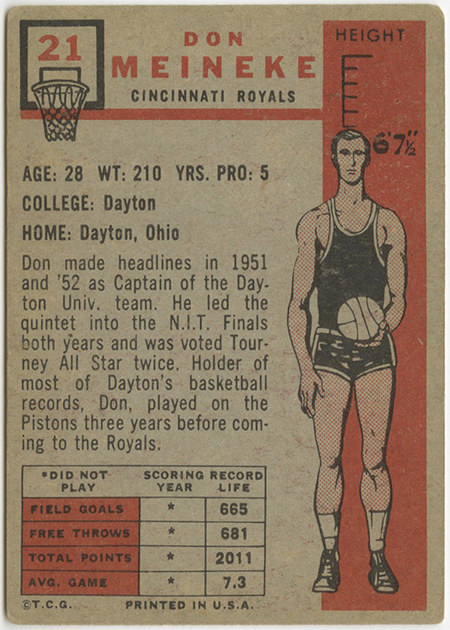 21
DON
MEINEKE
CINCINNATI ROYALS
HEIGHT
6'7½
AGE: 28 WT: 210 YRS. PRO: 5
COLLEGE: Dayton
HOME: Dayton, Ohio
Don made headlines in 1951
and '52 as Captain of the Day-
ton Univ. team. He led the
quintet into the N.I.T. Finals
both years and was voted Tour-
ney All Star twice. Holder of
most of Dayton's basketball
records, Don, played on the
Pistons three years before com-
ing to the Royals.
*DID NOT PLAY
SCORING RECORD
YEAR LIFE
FIELD GOALS * 665
FREE THROWS * 681
TOTAL POINTS * 2011
AVG. GAME * 7.3
©T.C.G. PRINTED IN U.S.A.